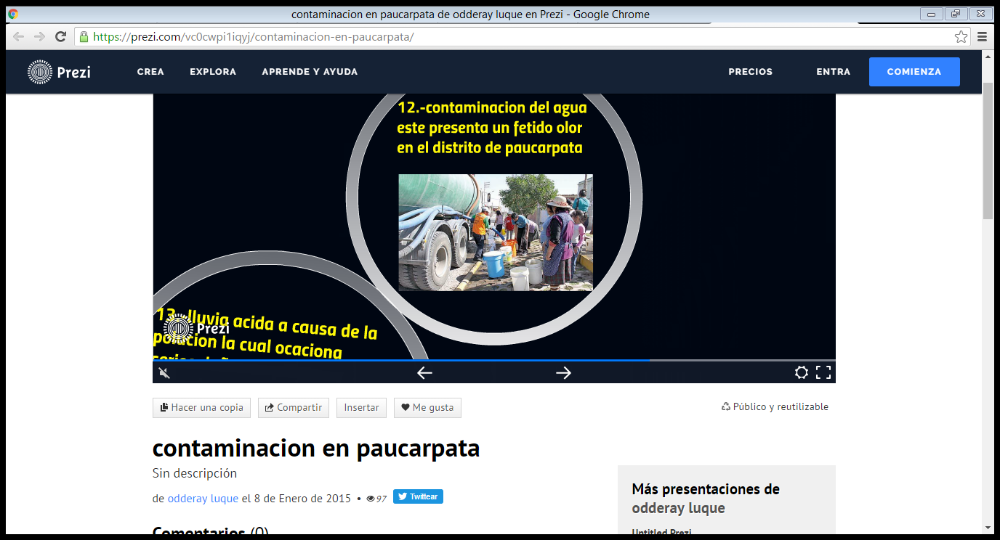 contaminacion en paucarpata de odderay luque en Prezi - Google Chrome
https://prezi.com/vc0cwpi1iqyj/contaminacion-en-paucarpata/
Prezi CREA EXPLORA APRENDE Y AYUDA PRECIOS ENTRA COMIENZA
12.-contaminacion del agua
este presenta un fetido olor
en el distrito de paucarpata
13.-lluvia acida a causa de la
Prezi
polucion la cual ocaciona
Hacer una copia Compartir Insertar Me gusta Público y reutilizable
contaminacion en paucarpata
Sin descripción
de odderay luque el 8 de Enero de 2015 • 97 Twittear
Más presentaciones de
odderay luque
Comentarios (0)
Untitled Prezi